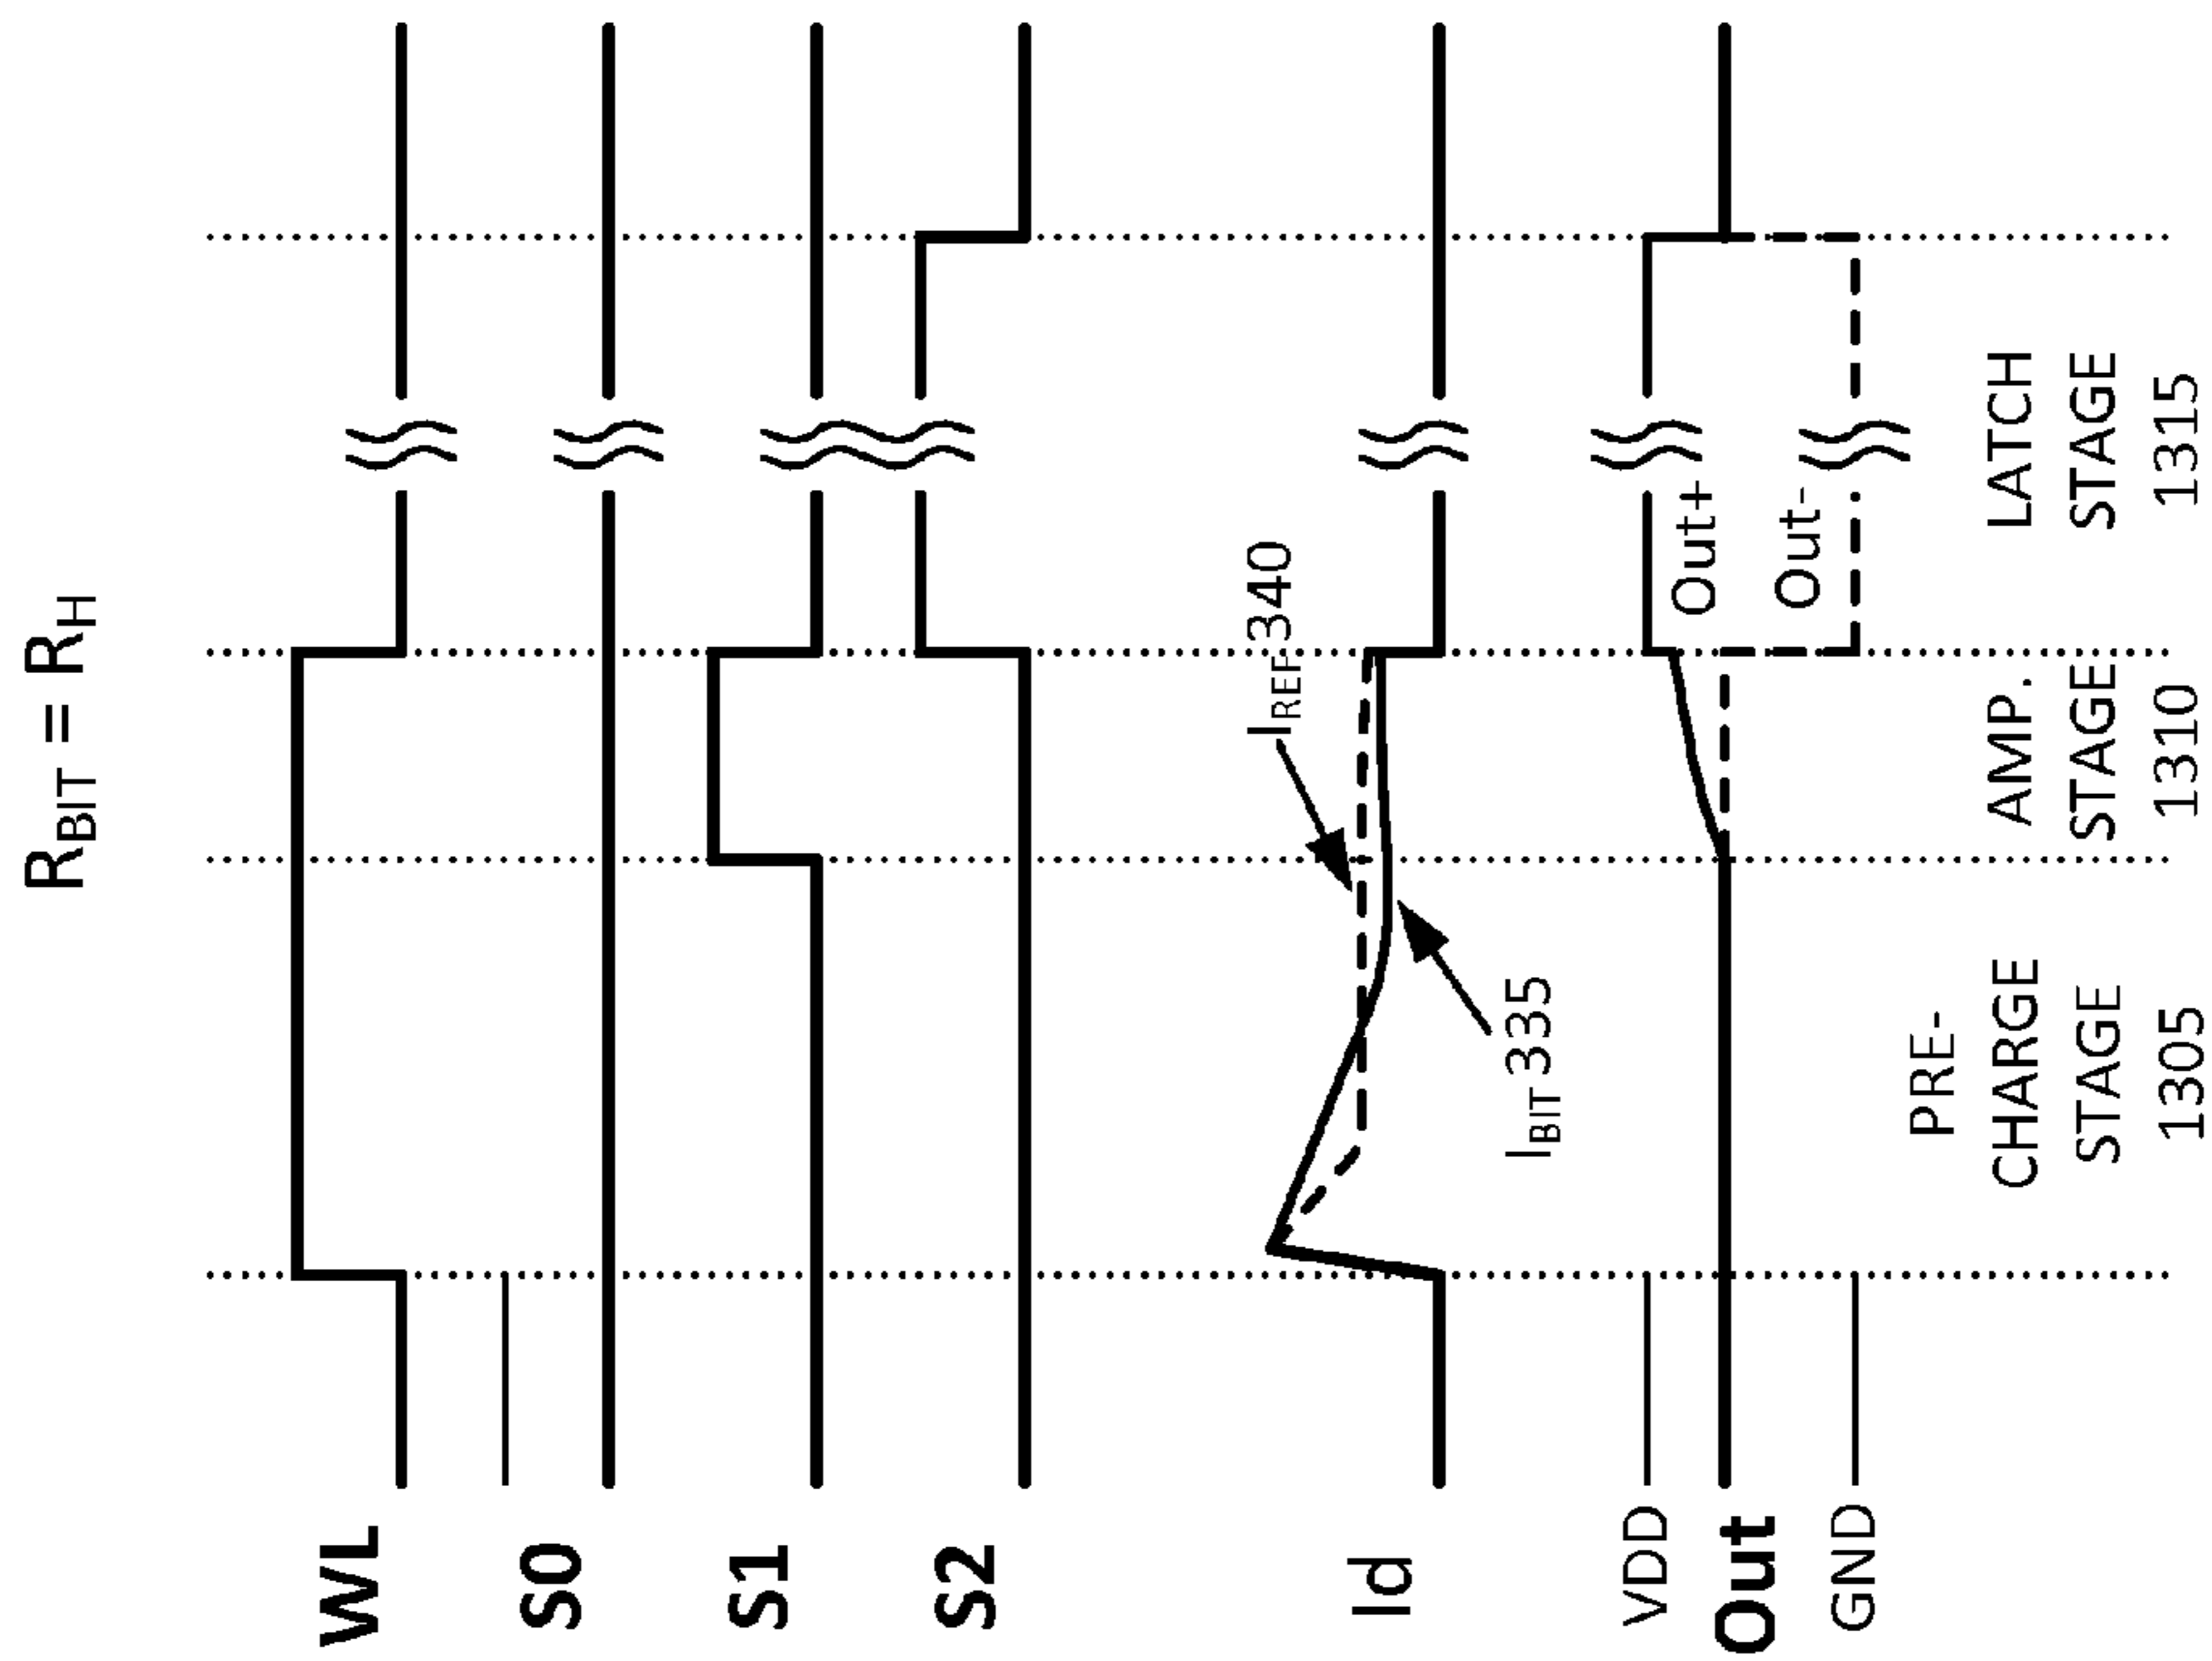 R_BIT = R_H
WL
S0
S1
S2
Id
I_REF 340
I_BIT 335
VDD
Out
GND
Out+
Out-
PRE-
CHARGE
STAGE
1305
AMP.
STAGE
1310
LATCH
STAGE
1315